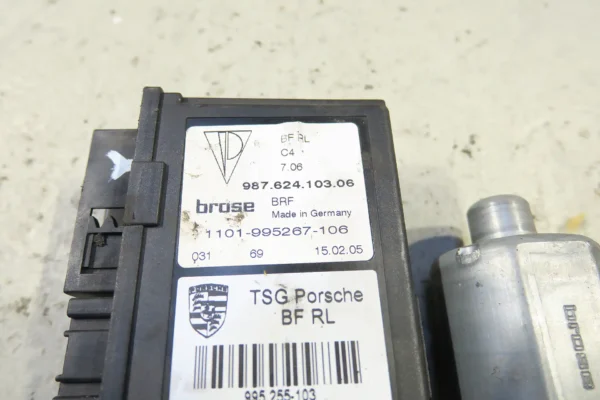 BF RL
C4
7.06
987.624.103.06
brose BRF
Made in Germany
1101-995267-106
031 69 15.02.05
PORSCHE
TSG Porsche
BF RL
995.255-103
brose